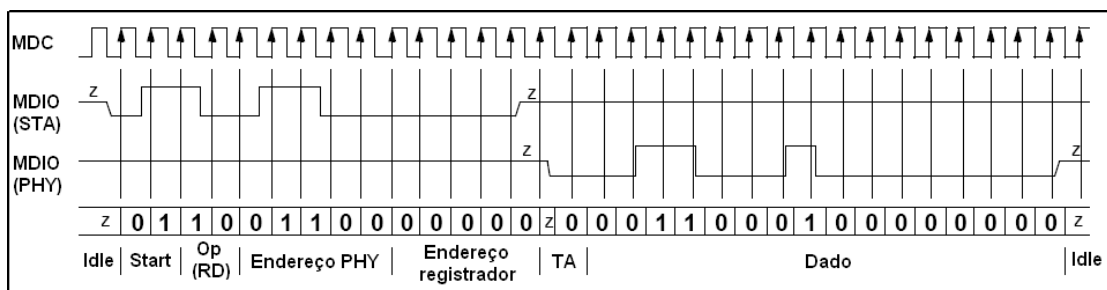 MDC
z z
MDIO
(STA)
z z
MDIO
(PHY)
z 0 1 1 0 0 1 1 0 0 0 0 0 0 0 z 0 0 0 1 1 0 0 0 1 0 0 0 0 0 0 0 0 z
Idle Start Op (RD) Endereço PHY Endereço registrador TA Dado Idle